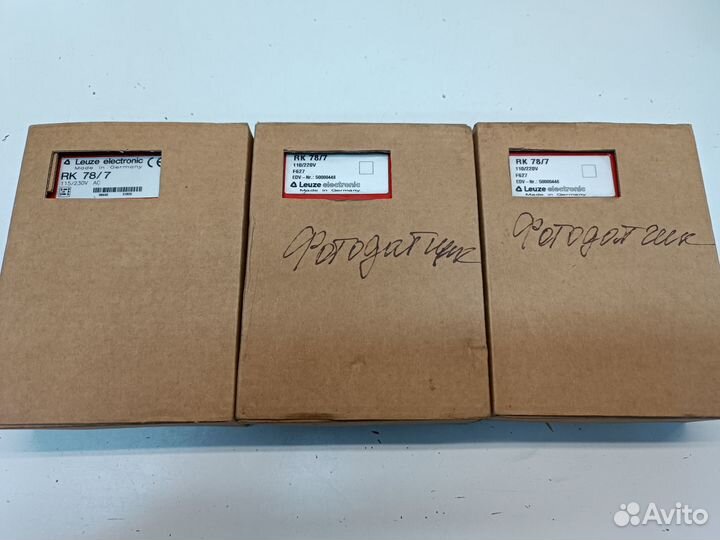 Leuze electronic CE
Made in Germany
RK 78/7
115/230V AC
RK 78/7
110/220V
F627
EDV-Nr.: 50000448
Leuze electronic
Made in Germany
Фотодатчик
RK 78/7
110/220V
F627
EDV-Nr.: 50000448
Leuze electronic
Made in Germany
Фотодатчик
Avito